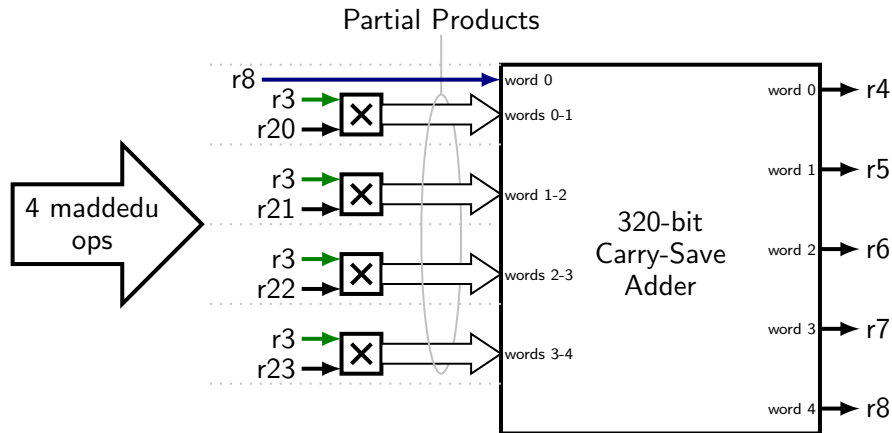 Partial Products
r8
word 0
r3
words 0-1
r20
r3
word 1-2
r21
r3
words 2-3
r22
r3
words 3-4
r23
4 maddedu
ops
320-bit
Carry-Save
Adder
word 0
r4
word 1
r5
word 2
r6
word 3
r7
word 4
r8